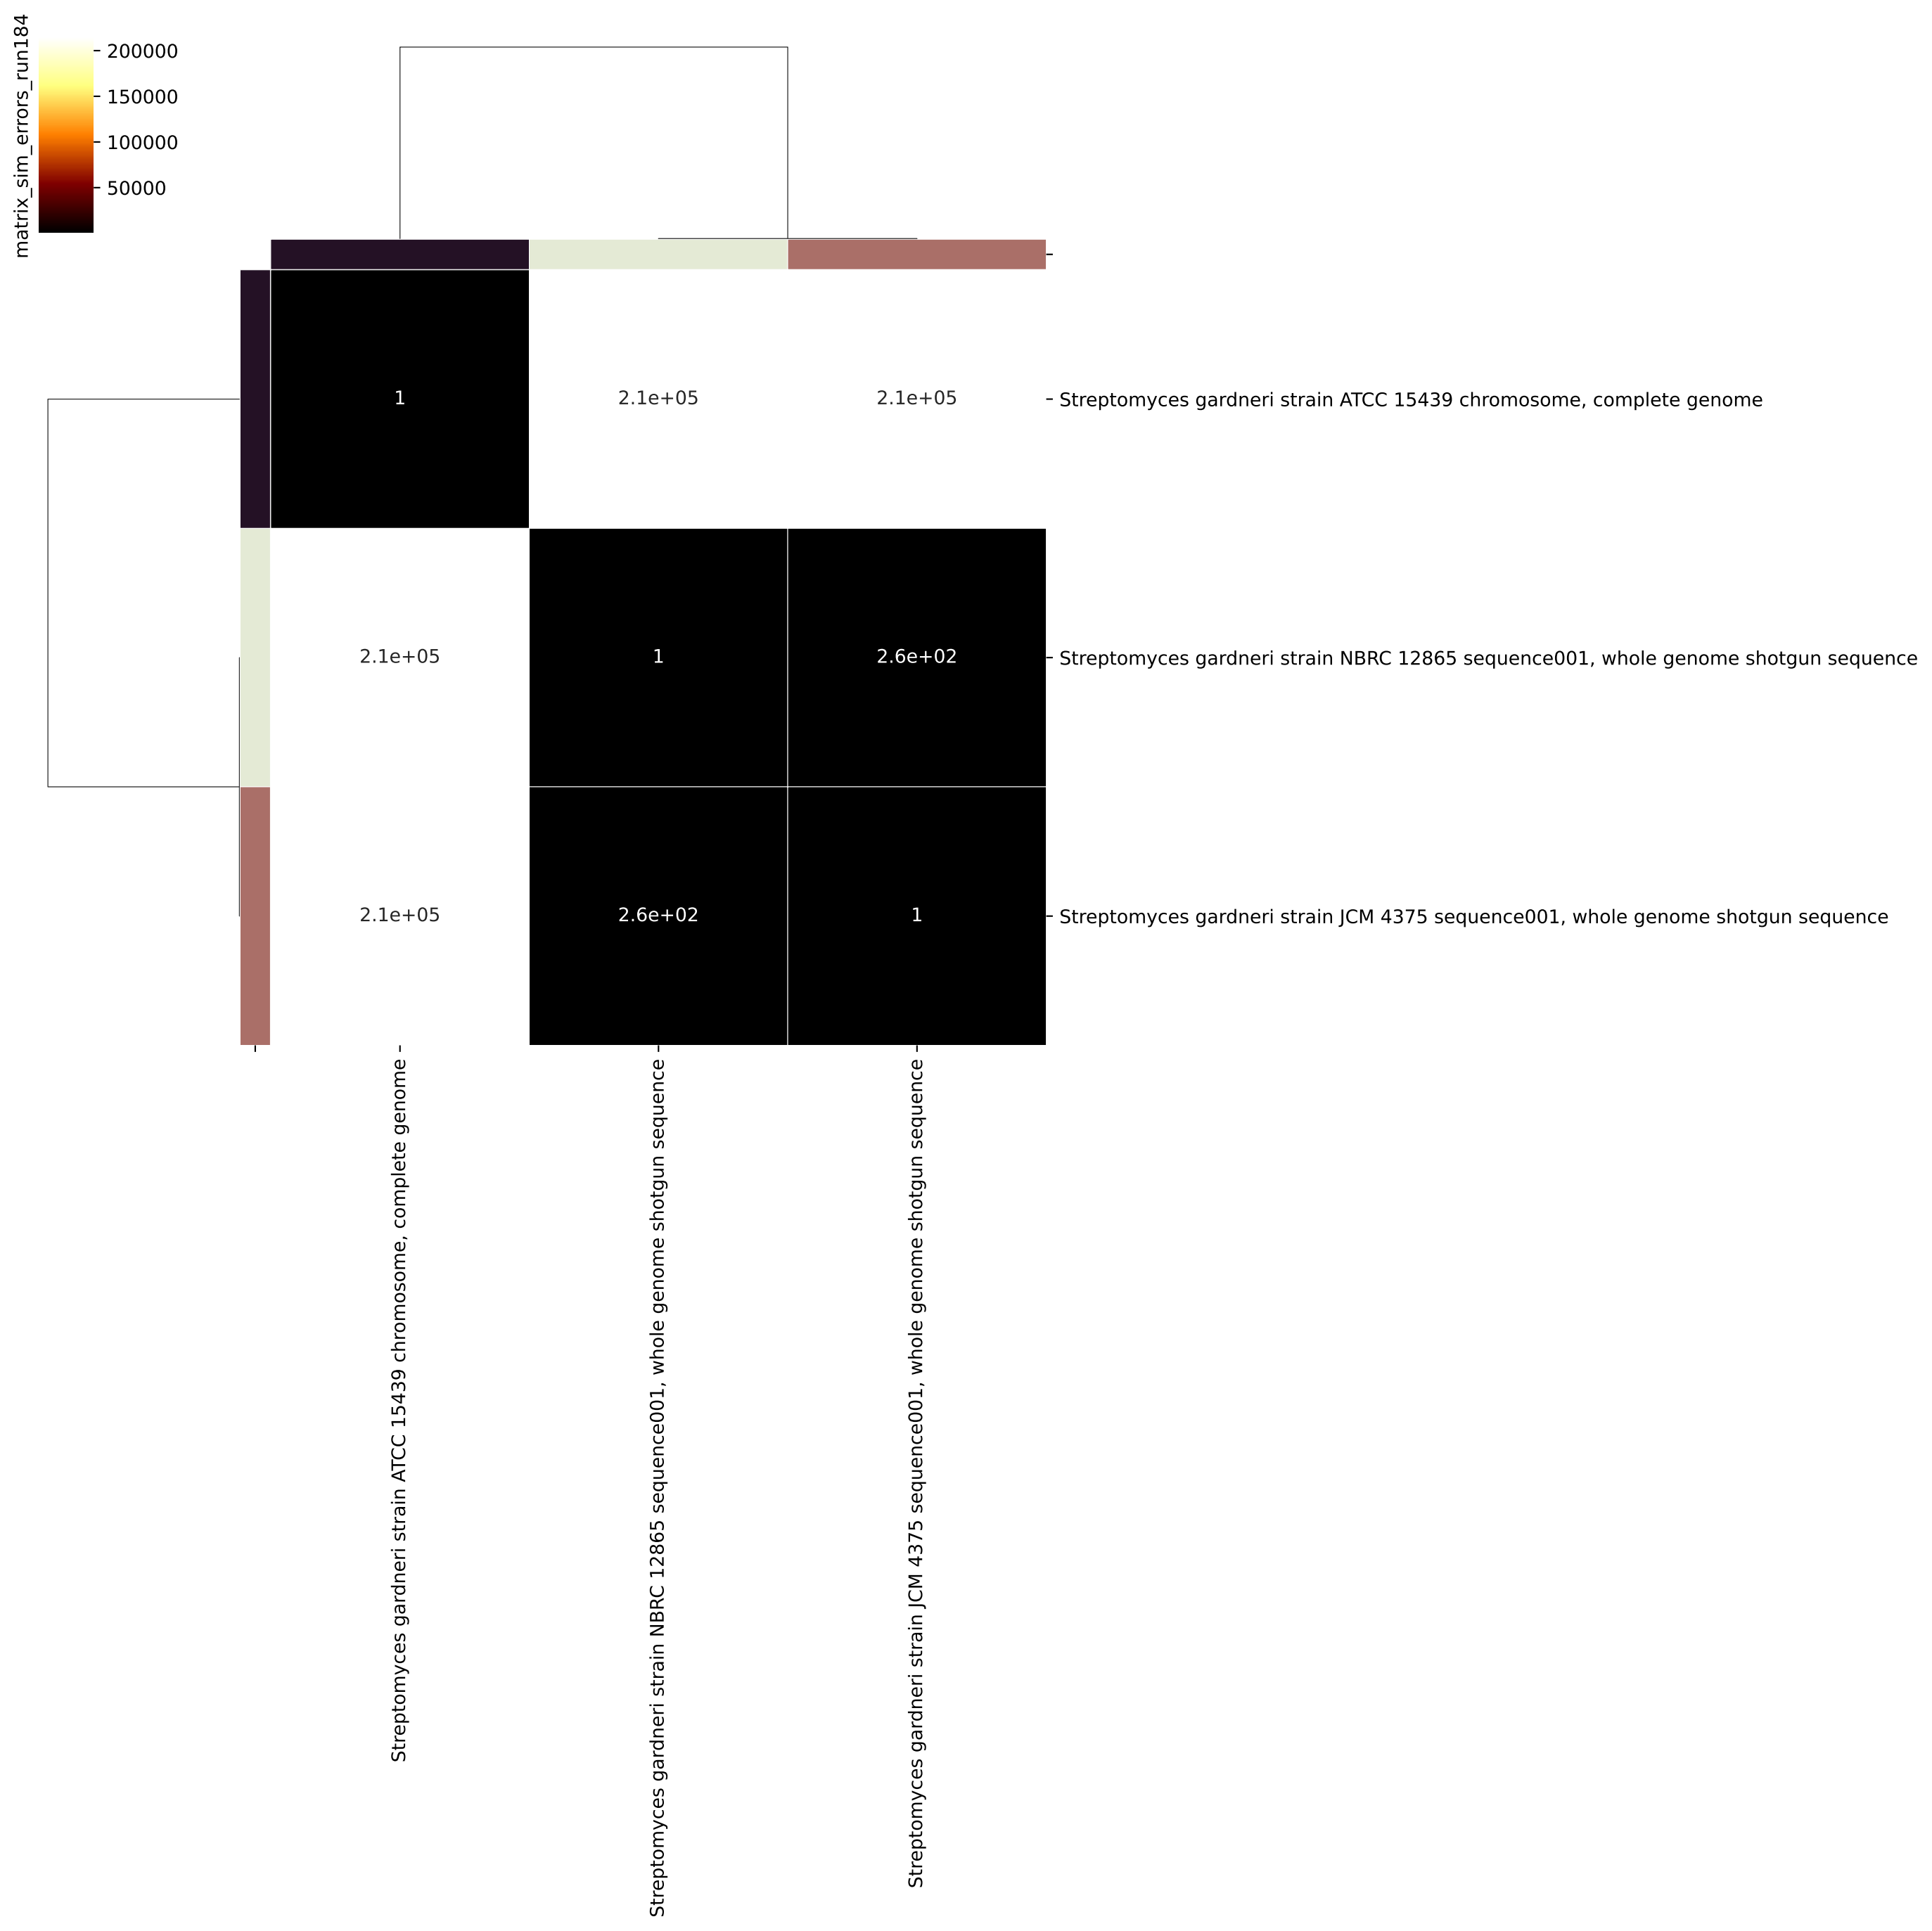 matrix_sim_errors_run184
200000
150000
100000
50000
1
2.1e+05
2.1e+05
Streptomyces gardneri strain ATCC 15439 chromosome, complete genome
2.1e+05
1
2.6e+02
Streptomyces gardneri strain NBRC 12865 sequence001, whole genome shotgun sequence
2.1e+05
2.6e+02
1
Streptomyces gardneri strain JCM 4375 sequence001, whole genome shotgun sequence
Streptomyces gardneri strain ATCC 15439 chromosome, complete genome
Streptomyces gardneri strain NBRC 12865 sequence001, whole genome shotgun sequence
Streptomyces gardneri strain JCM 4375 sequence001, whole genome shotgun sequence